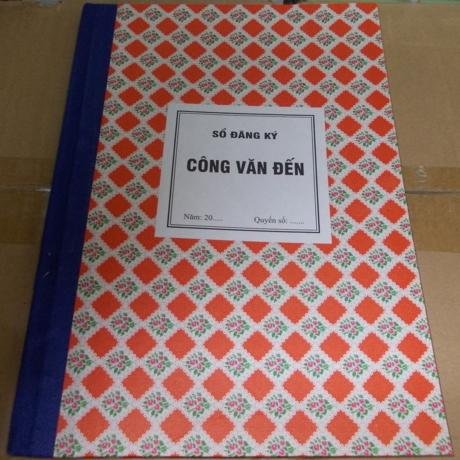 SỔ ĐĂNG KÝ
CÔNG VĂN ĐẾN
Năm: 20.... Quyển số: .......